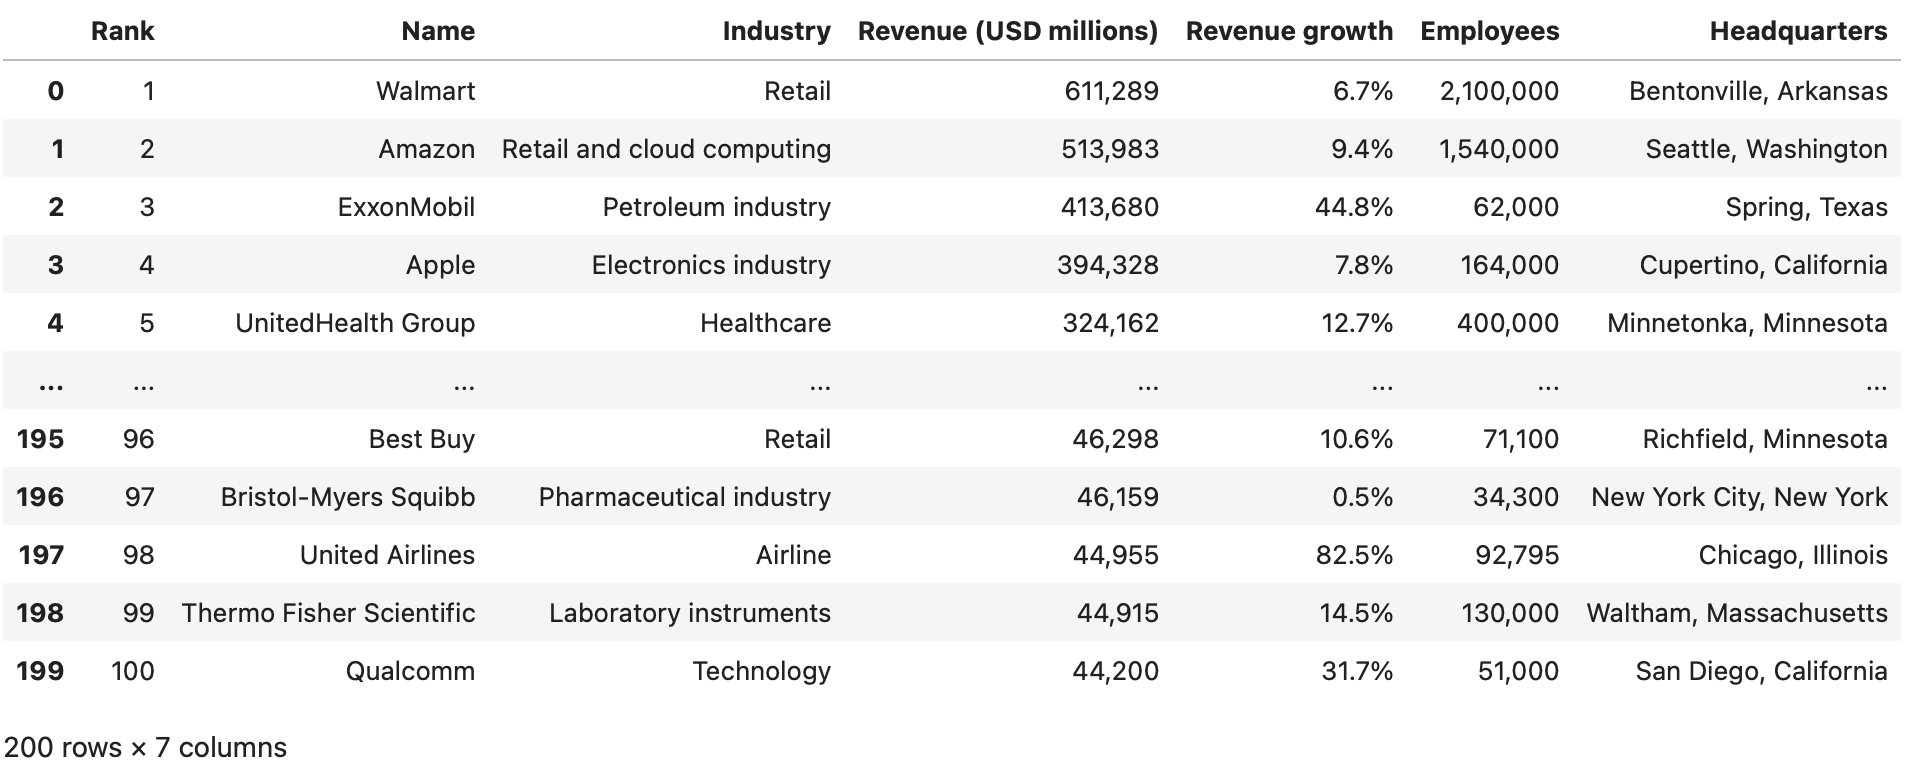 Rank Name Industry Revenue (USD millions) Revenue growth Employees Headquarters
0 1 Walmart Retail 611,289 6.7% 2,100,000 Bentonville, Arkansas
1 2 Amazon Retail and cloud computing 513,983 9.4% 1,540,000 Seattle, Washington
2 3 ExxonMobil Petroleum industry 413,680 44.8% 62,000 Spring, Texas
3 4 Apple Electronics industry 394,328 7.8% 164,000 Cupertino, California
4 5 UnitedHealth Group Healthcare 324,162 12.7% 400,000 Minnetonka, Minnesota
... ... ... ... ... ... ... ...
195 96 Best Buy Retail 46,298 10.6% 71,100 Richfield, Minnesota
196 97 Bristol-Myers Squibb Pharmaceutical industry 46,159 0.5% 34,300 New York City, New York
197 98 United Airlines Airline 44,955 82.5% 92,795 Chicago, Illinois
198 99 Thermo Fisher Scientific Laboratory instruments 44,915 14.5% 130,000 Waltham, Massachusetts
199 100 Qualcomm Technology 44,200 31.7% 51,000 San Diego, California
200 rows × 7 columns